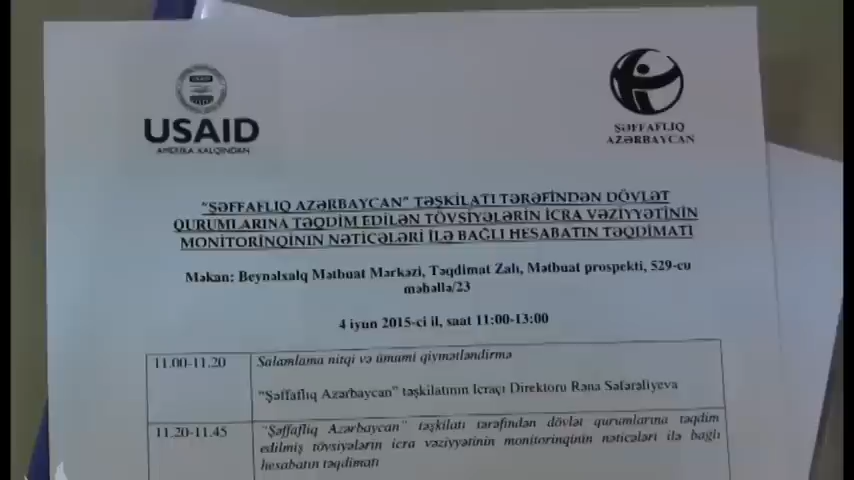 USAID
USAID
AMERİKA XALQINDAN
ŞƏFFAFLIQ
AZƏRBAYCAN
“ŞƏFFAFLIQ AZƏRBAYCAN” TƏŞKİLATI TƏRƏFİNDƏN DÖVLƏT
QURUMLARINA TƏQDİM EDİLƏN TÖVSİYƏLƏRİN İCRA VƏZİYYƏTİNİN
MONİTORİNQİNİN NƏTİCƏLƏRİ İLƏ BAĞLI HESABATIN TƏQDİMATI
Məkan: Beynəlxalq Mətbuat Mərkəzi, Təqdimat Zalı, Mətbuat prospekti, 529-cu
məhəllə/23
4 iyun 2015-ci il, saat 11:00-13:00
11.00-11.20
Salamlama nitqi və ümumi qiymətləndirmə
“Şəffaflıq Azərbaycan” təşkilatının İcraçı Direktoru Rəna Səfərəliyeva
11.20-11.45
“Şəffaflıq Azərbaycan” təşkilatı tərəfindən dövlət qurumlarına təqdim
edilmiş tövsiyələrin icra vəziyyətinin monitorinqinin nəticələri ilə bağlı
hesabatın təqdimatı